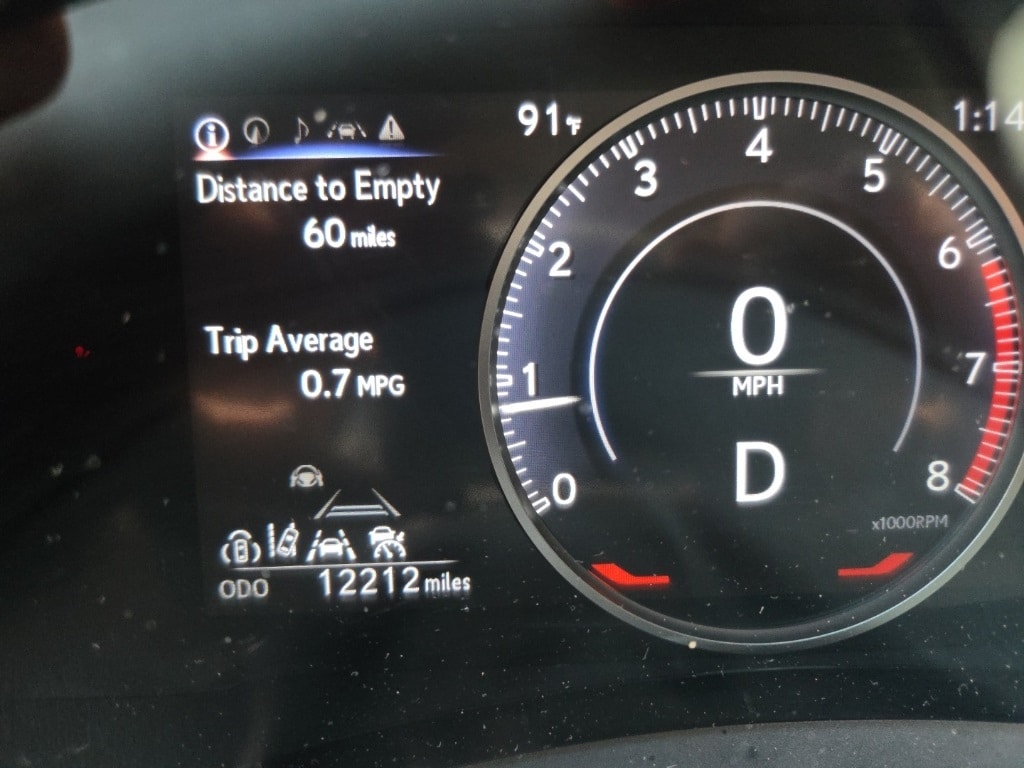 91°F
1:14
Distance to Empty
60 miles
Trip Average
0.7 MPG
ODO 12212 miles
0
1
2
3
4
5
6
7
8
x1000RPM
0
MPH
D